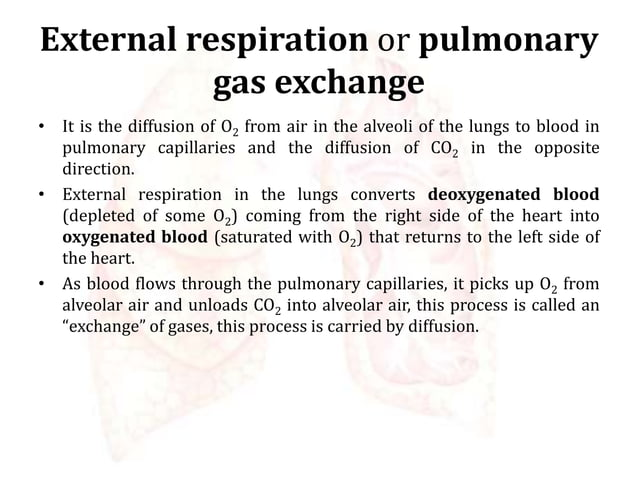 External respiration or pulmonary
gas exchange
• It is the diffusion of O₂ from air in the alveoli of the lungs to blood in
pulmonary capillaries and the diffusion of CO₂ in the opposite
direction.
• External respiration in the lungs converts deoxygenated blood
(depleted of some O₂) coming from the right side of the heart into
oxygenated blood (saturated with O₂) that returns to the left side of
the heart.
• As blood flows through the pulmonary capillaries, it picks up O₂ from
alveolar air and unloads CO₂ into alveolar air, this process is called an
“exchange” of gases, this process is carried by diffusion.